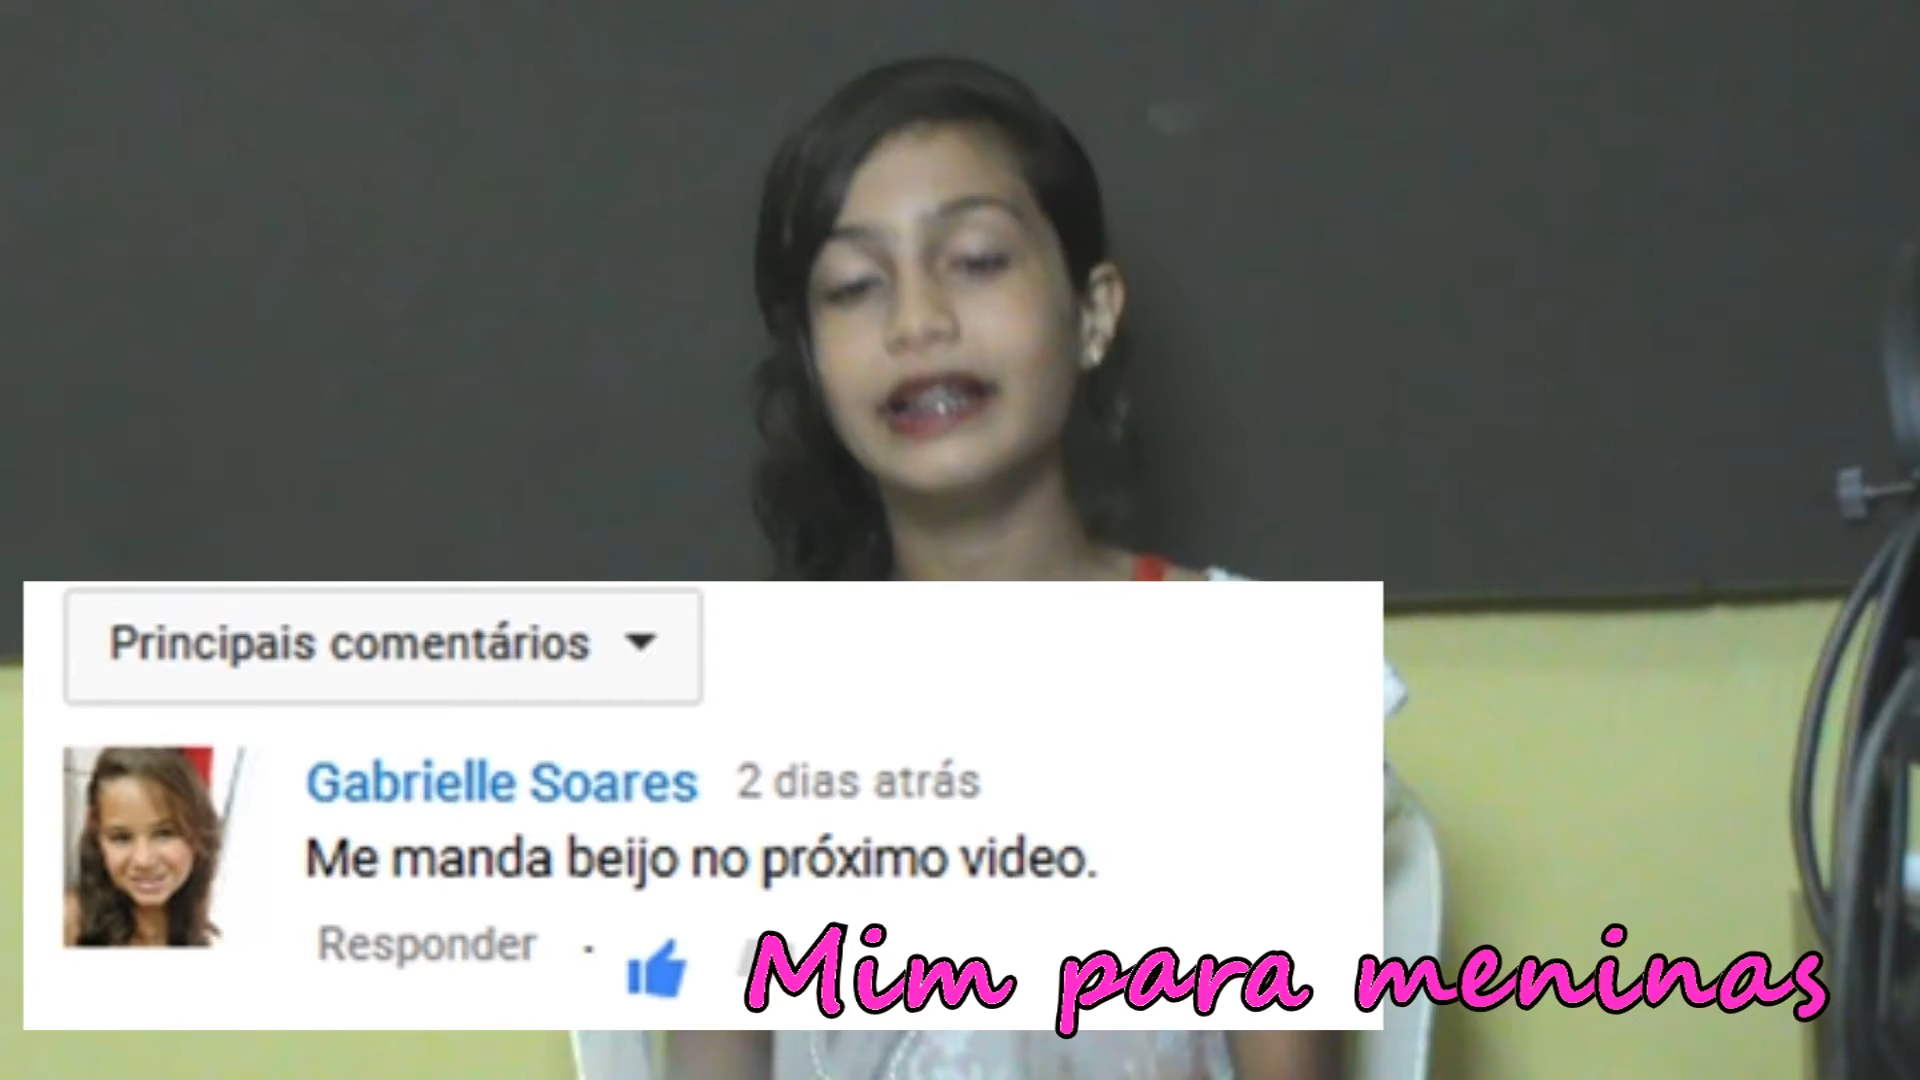 Principais comentários
Gabrielle Soares 2 dias atrás
Me manda beijo no próximo video.
Responder
Mim para meninas